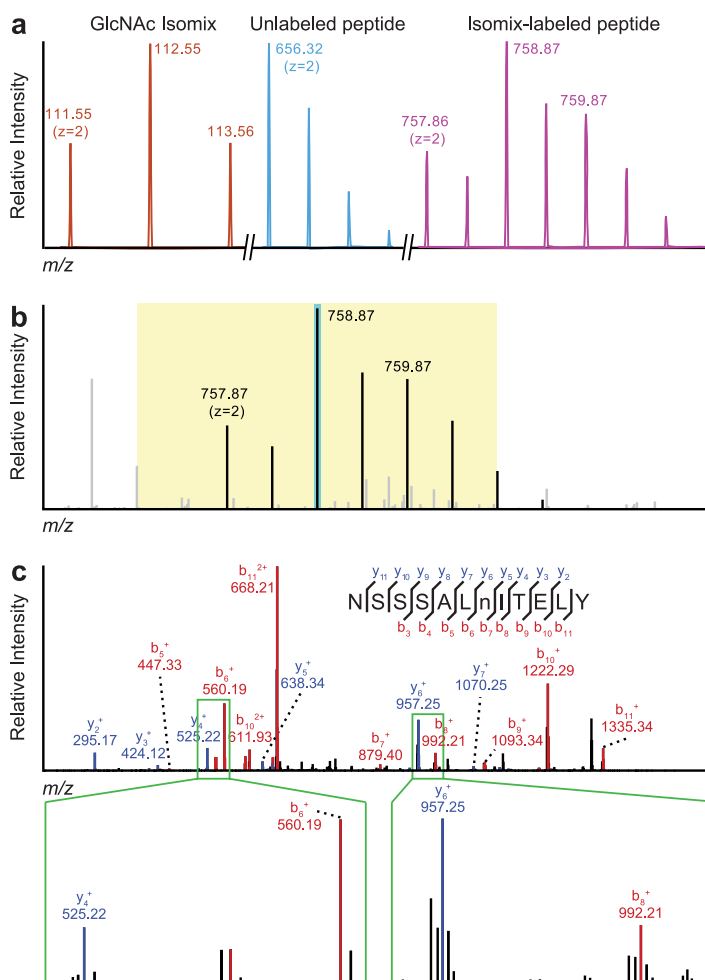 a
GlcNAc Isomix
Unlabeled peptide
Isomix-labeled peptide
Relative Intensity
111.55
(z=2)
112.55
113.56
656.32
(z=2)
757.86
(z=2)
758.87
759.87
m/z
b
Relative Intensity
757.87
(z=2)
758.87
759.87
m/z
c
Relative Intensity
y₁₁ y₁₀ y₉ y₈ y₇ y₆ y₅ y₄ y₃ y₂
NSSSALnITELY
b₃ b₄ b₅ b₆ b₇ b₈ b₉ b₁₀ b₁₁
y₂⁺
295.17
y₃⁺
424.12
b₅⁺
447.33
y₄⁺
525.22
b₆⁺
560.19
b₁₀²⁺
611.93
b₁₁²⁺
668.21
y₅⁺
638.34
b₇⁺
879.40
y₆⁺
957.25
b₈⁺
992.21
y₇⁺
1070.25
b₉⁺
1093.34
b₁₀⁺
1222.29
b₁₁⁺
1335.34
m/z
y₄⁺
525.22
b₆⁺
560.19
y₆⁺
957.25
b₈⁺
992.21